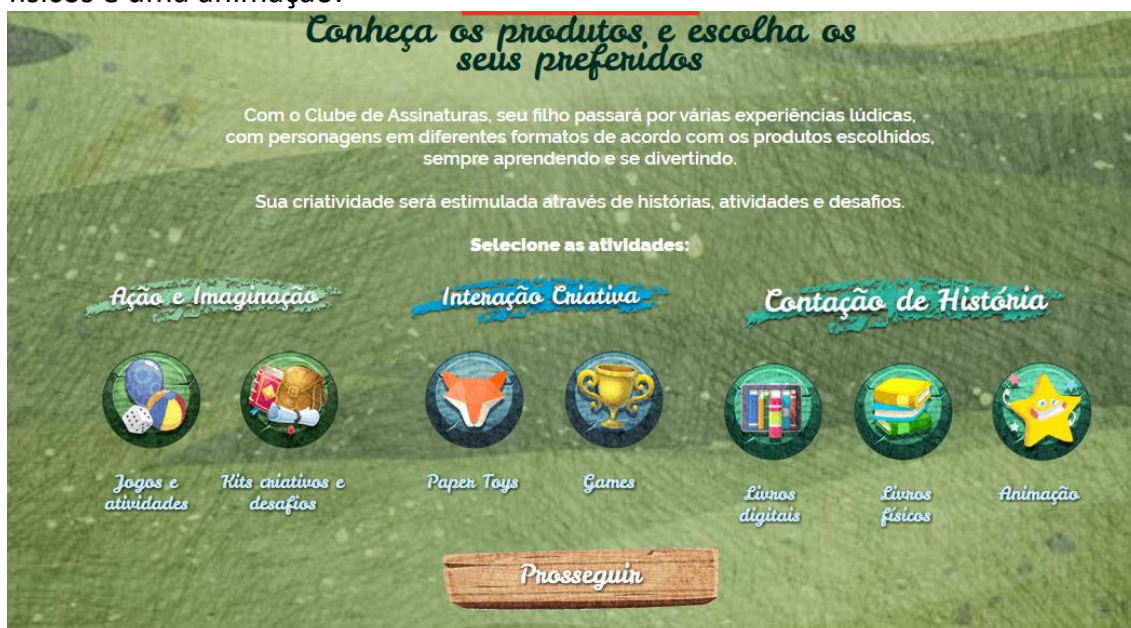 físicos e uma animação.
Conheça os produtos e escolha os
seus preferidos
Com o Clube de Assinaturas, seu filho passará por várias experiências lúdicas,
com personagens em diferentes formatos de acordo com os produtos escolhidos,
sempre aprendendo e se divertindo.
Sua criatividade será estimulada através de histórias, atividades e desafios.
Selecione as atividades:
Ação e Imaginação
Interação Criativa
Contação de História
Jogos e
atividades
Kits criativos e
desafios
Paper Toys
Games
Livros
digitais
Livros
físicos
Animação
Prosseguir